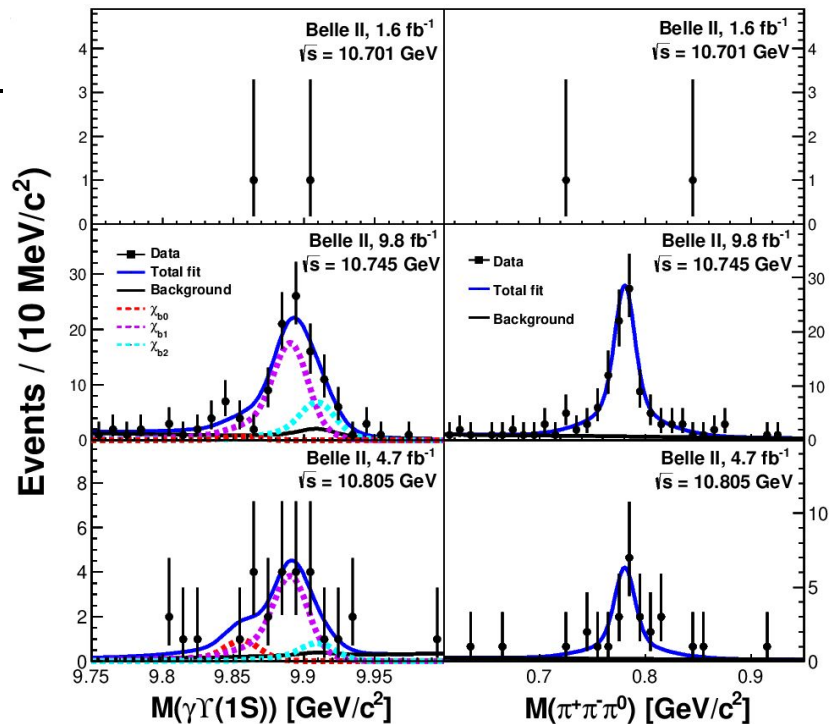 Events / (10 MeV/c²)
Belle II, 1.6 fb⁻¹
√s = 10.701 GeV
4
3
2
1
0
Belle II, 1.6 fb⁻¹
√s = 10.701 GeV
4
3
2
1
0
Belle II, 9.8 fb⁻¹
√s = 10.745 GeV
Data
Total fit
Background
χb0
χb1
χb2
30
20
10
0
Belle II, 9.8 fb⁻¹
√s = 10.745 GeV
Data
Total fit
Background
30
20
10
0
Belle II, 4.7 fb⁻¹
√s = 10.805 GeV
8
6
4
2
0
Belle II, 4.7 fb⁻¹
√s = 10.805 GeV
10
5
0
9.75 9.8 9.85 9.9 9.95
0.7 0.8 0.9
M(γΥ(1S)) [GeV/c²]
M(π⁺π⁻π⁰) [GeV/c²]